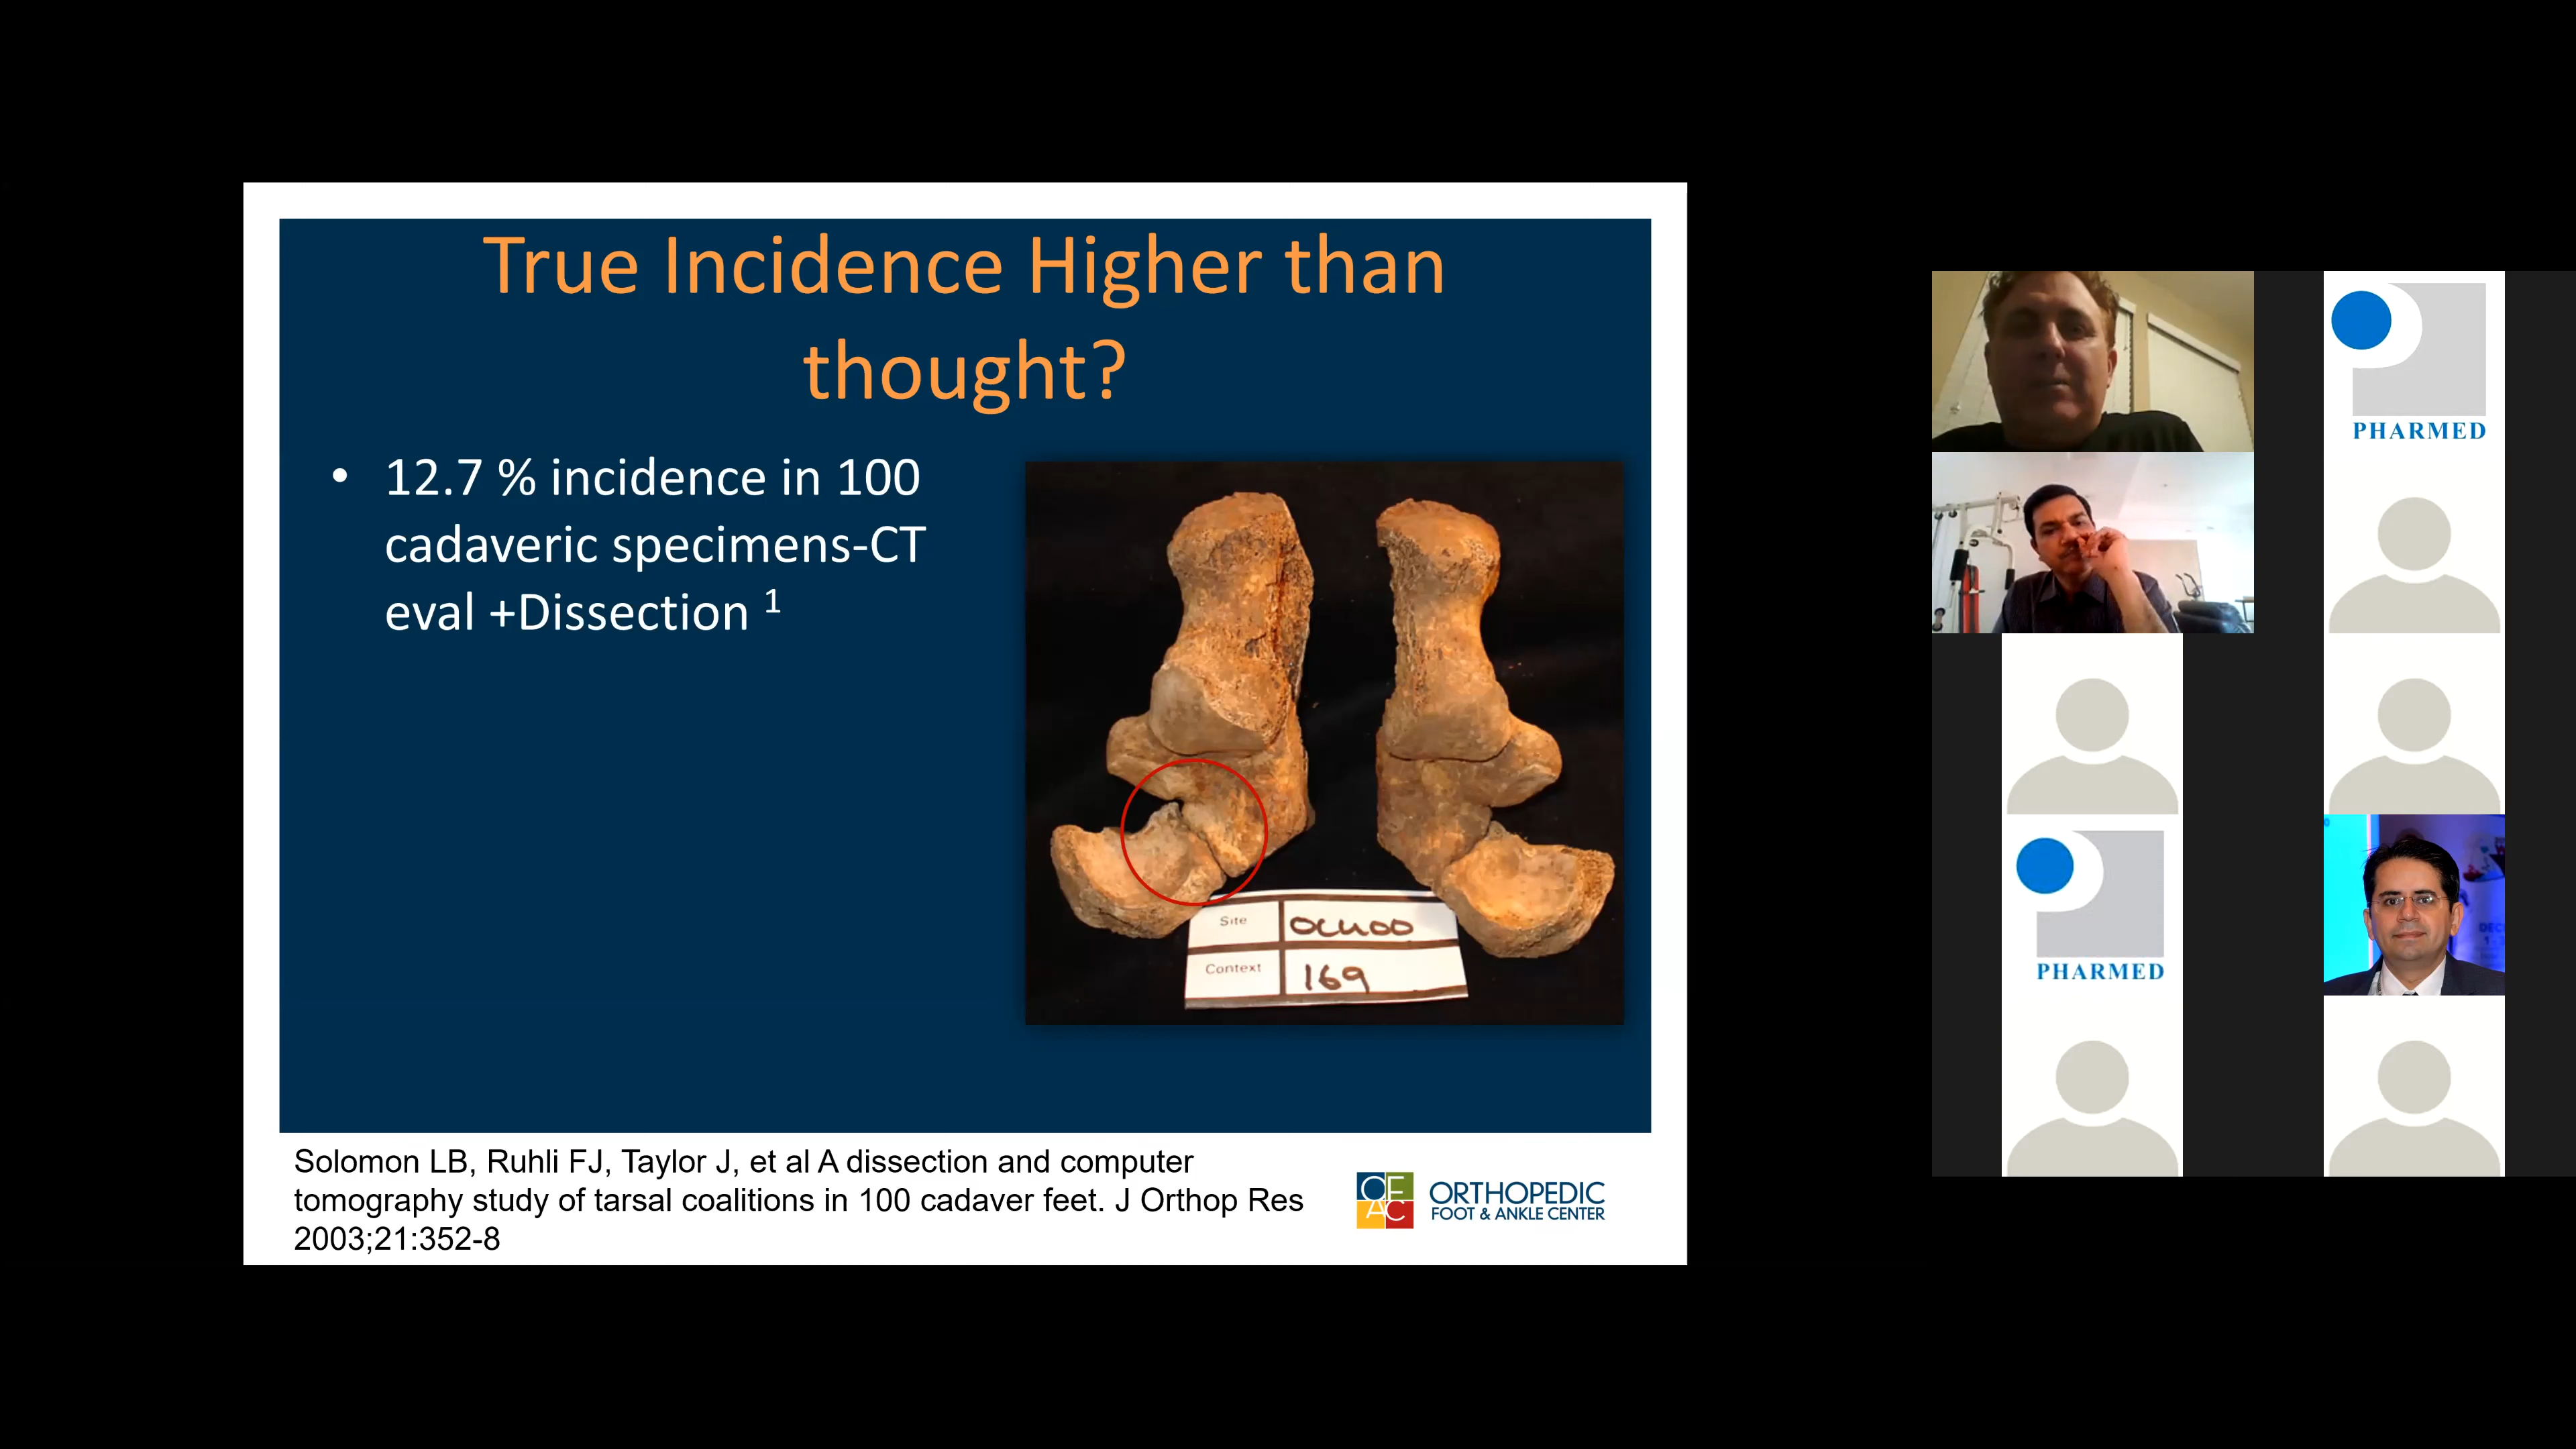 True Incidence Higher than
thought?
• 12.7 % incidence in 100
cadaveric specimens-CT
eval +Dissection 1
Site OCU00
Context 169
Solomon LB, Ruhli FJ, Taylor J, et al A dissection and computer
tomography study of tarsal coalitions in 100 cadaver feet. J Orthop Res
2003;21:352-8
OFAC
ORTHOPEDIC
FOOT & ANKLE CENTER
PHARMED
PHARMED